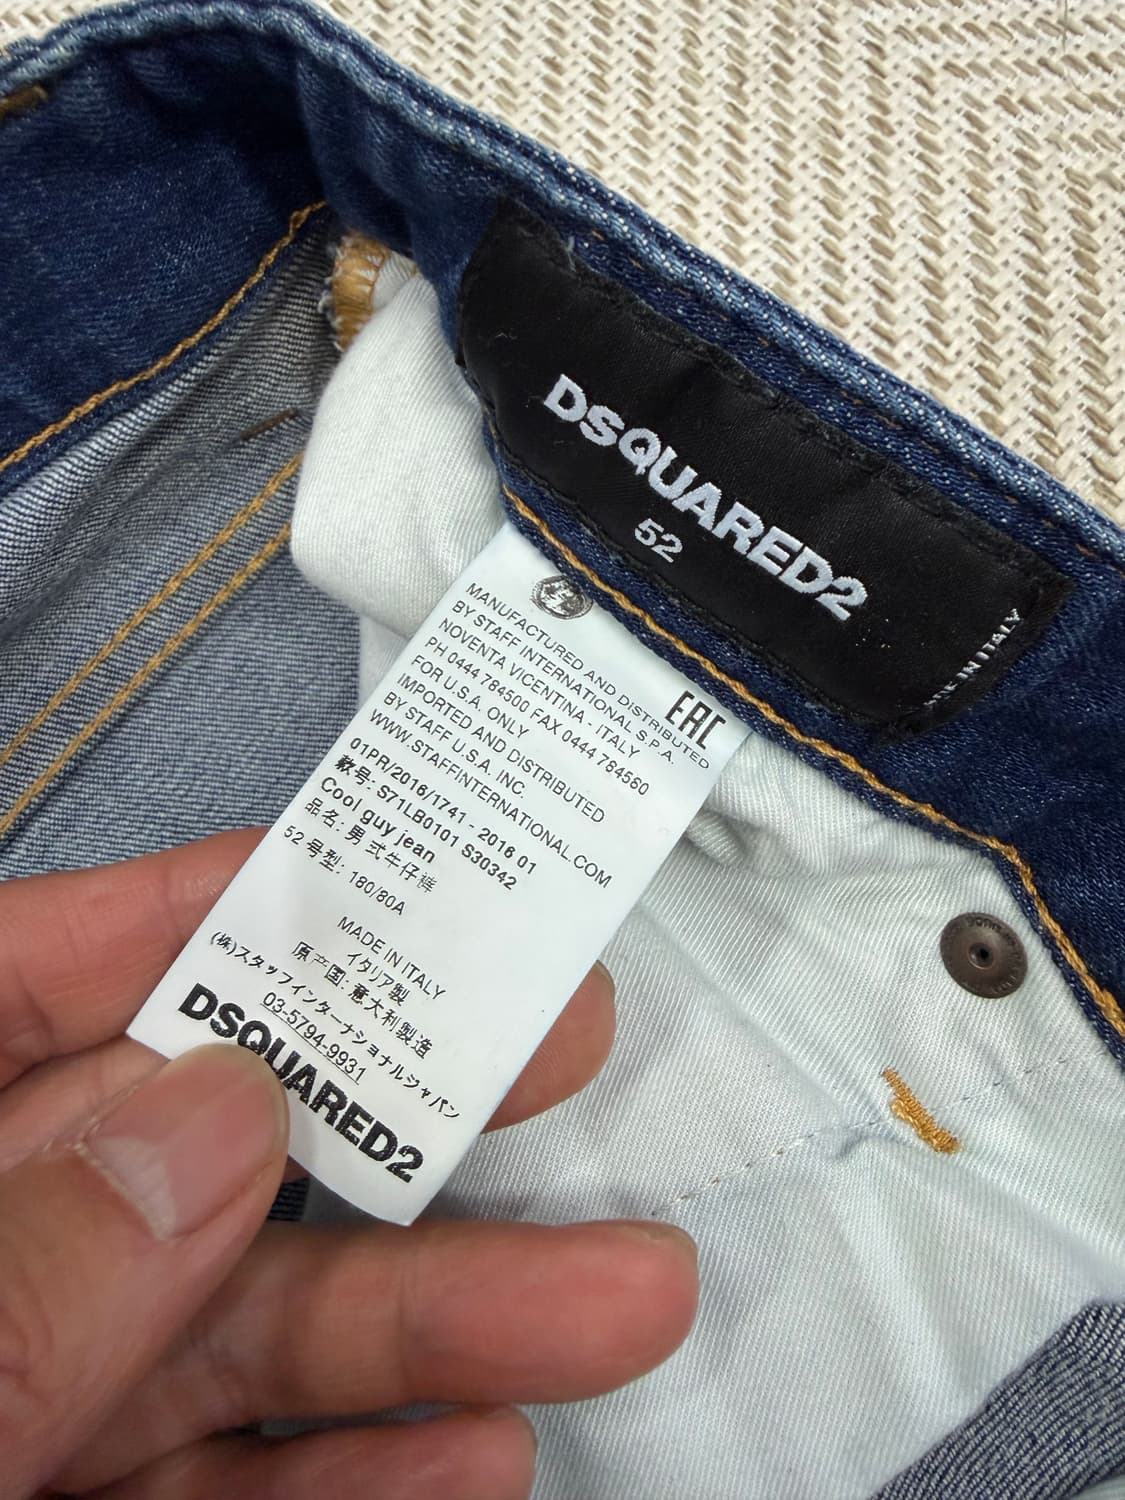 DSQUARED2
52
IN ITALY
EAC
MANUFACTURED AND DISTRIBUTED
BY STAFF INTERNATIONAL S.P.A.
NOVENTA VICENTINA - ITALY
PH 0444 784500 FAX 0444 784560
FOR U.S.A. ONLY
IMPORTED AND DISTRIBUTED
BY STAFF U.S.A. INC.
WWW.STAFFINTERNATIONAL.COM
01PR/2016/1741 - 2016 01
款号: S71LB0101 S30342
Cool guy jean
品名: 男式牛仔裤
52 号型: 180/80A
MADE IN ITALY
イタリア製
原产国: 意大利製造
(株)スタッフインターナショナルジャパン
03-5794-9931
DSQUARED2